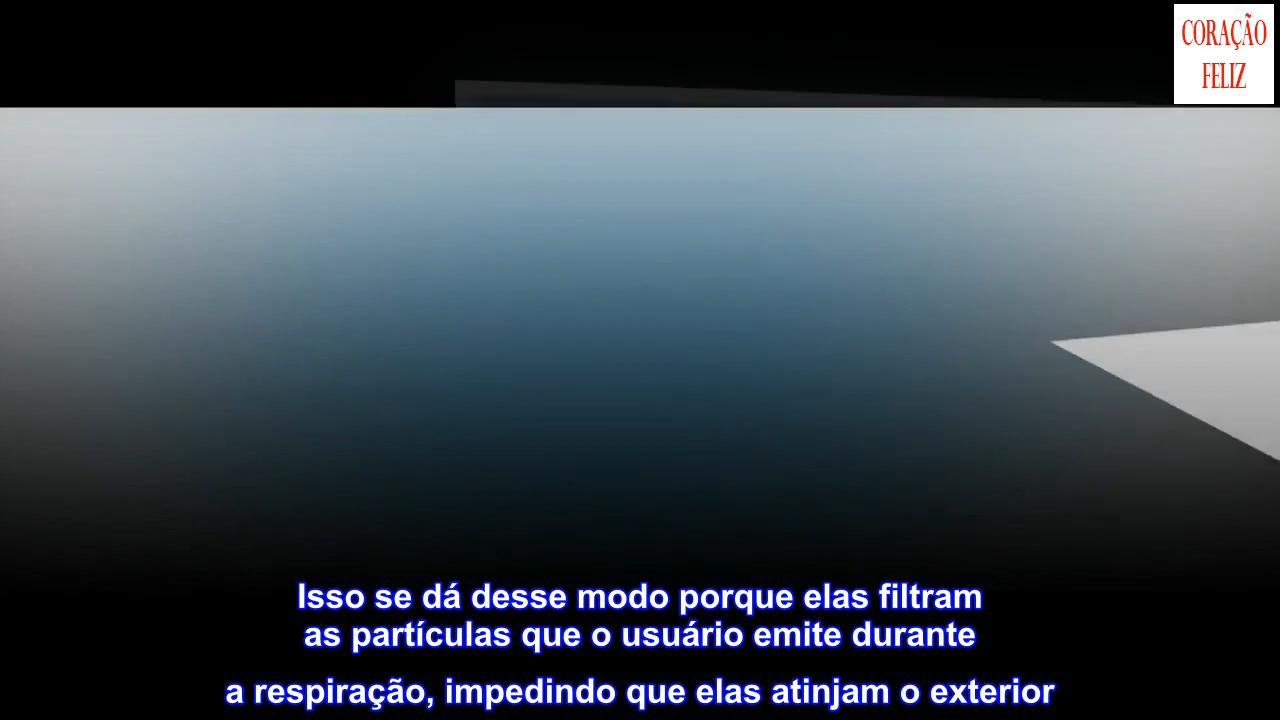 CORAÇÃO
FELIZ
Isso se dá desse modo porque elas filtram
as partículas que o usuário emite durante
a respiração, impedindo que elas atinjam o exterior